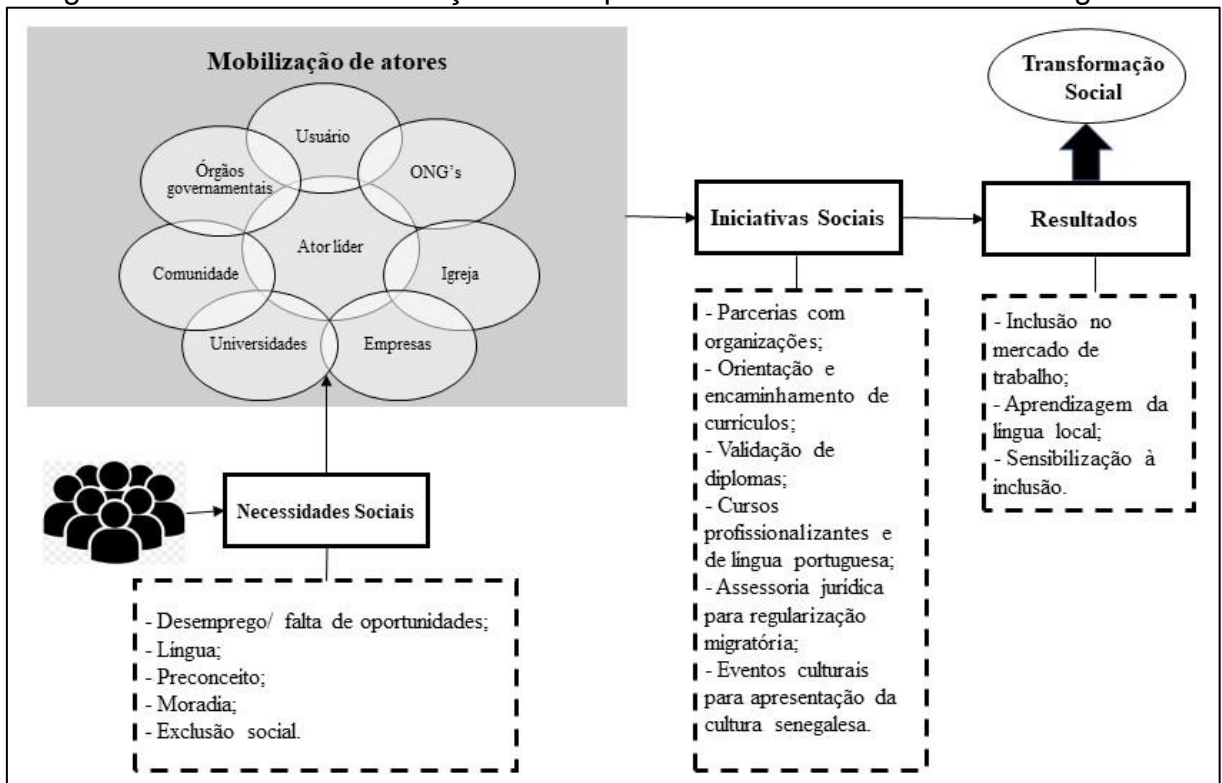 Mobilização de atores
Usuário
Órgãos
governamentais
ONG's
Ator líder
Comunidade
Igreja
Universidades
Empresas
Necessidades Sociais
- Desemprego/ falta de oportunidades;
- Língua;
- Preconceito;
- Moradia;
- Exclusão social.
Iniciativas Sociais
- Parcerias com
organizações;
- Orientação e
encaminhamento de
currículos;
- Validação de
diplomas;
- Cursos
profissionalizantes e
de língua portuguesa;
- Assessoria jurídica
para regularização
migratória;
- Eventos culturais
para apresentação da
cultura senegalesa.
Transformação
Social
Resultados
- Inclusão no
mercado de
trabalho;
- Aprendizagem da
língua local;
- Sensibilização à
inclusão.